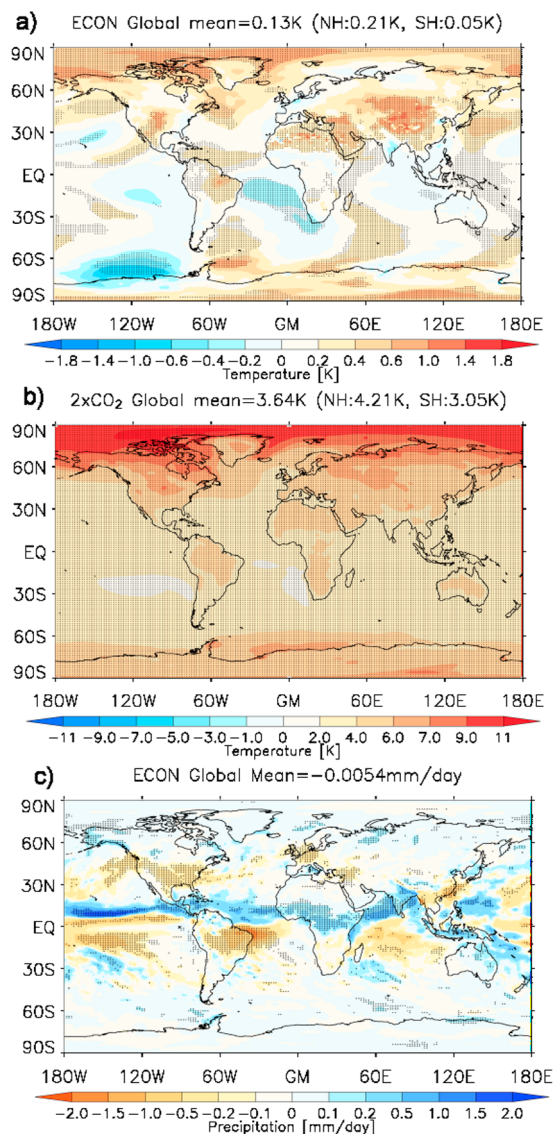 a) ECON Global mean=0.13K (NH:0.21K, SH:0.05K)
90N
60N
30N
EQ
30S
60S
90S
180W 120W 60W GM 60E 120E 180E
-1.8 -1.4 -1.0 -0.6 -0.4 -0.2 0 0.2 0.4 0.6 1.0 1.4 1.8
Temperature [K]
b) 2xCO₂ Global mean=3.64K (NH:4.21K, SH:3.05K)
90N
60N
30N
EQ
30S
60S
90S
180W 120W 60W GM 60E 120E 180E
-11 -9.0 -7.0 -5.0 -3.0 -1.0 0 2.0 4.0 6.0 7.0 9.0 11
Temperature [K]
c) ECON Global Mean=-0.0054mm/day
90N
60N
30N
EQ
30S
60S
90S
180W 120W 60W GM 60E 120E 180E
-2.0 -1.5 -1.0 -0.5 -0.2 -0.1 0 0.1 0.2 0.5 1.0 1.5 2.0
Precipitation [mm/day]